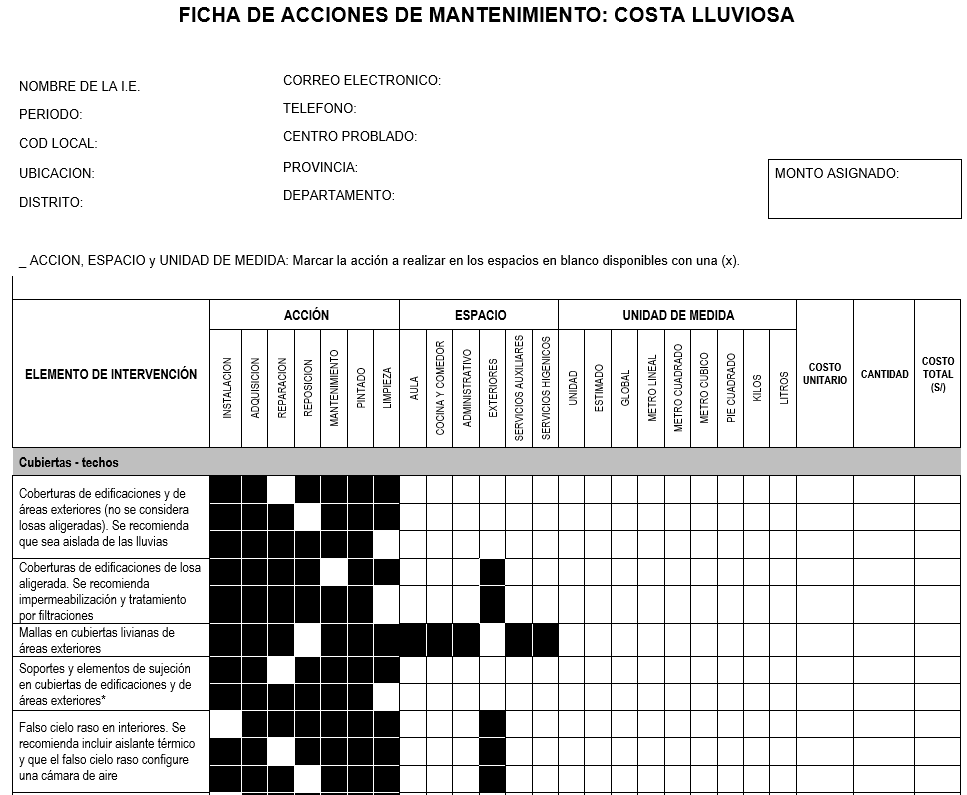 FICHA DE ACCIONES DE MANTENIMIENTO: COSTA LLUVIOSA
NOMBRE DE LA I.E.
PERIODO:
COD LOCAL:
UBICACION:
DISTRITO:
CORREO ELECTRONICO:
TELEFONO:
CENTRO PROBLADO:
PROVINCIA:
DEPARTAMENTO:
MONTO ASIGNADO:
_ ACCION, ESPACIO y UNIDAD DE MEDIDA: Marcar la acción a realizar en los espacios en blanco disponibles con una (x).
ELEMENTO DE INTERVENCIÓN
ACCIÓN
INSTALACION
ADQUISICION
REPARACION
REPOSICION
MANTENIMIENTO
PINTADO
LIMPIEZA
ESPACIO
AULA
COCINA Y COMEDOR
ADMINISTRATIVO
EXTERIORES
SERVICIOS AUXILIARES
SERVICIOS HIGENICOS
UNIDAD DE MEDIDA
UNIDAD
ESTIMADO
GLOBAL
METRO LINEAL
METRO CUADRADO
METRO CUBICO
PIE CUADRADO
KILOS
LITROS
COSTO
UNITARIO
CANTIDAD
COSTO
TOTAL
(S/)
Cubiertas - techos
Coberturas de edificaciones y de
áreas exteriores (no se considera
losas aligeradas). Se recomienda
que sea aislada de las lluvias
Coberturas de edificaciones de losa
aligerada. Se recomienda
impermeabilización y tratamiento
por filtraciones
Mallas en cubiertas livianas de
áreas exteriores
Soportes y elementos de sujeción
en cubiertas de edificaciones y de
áreas exteriores*
Falso cielo raso en interiores. Se
recomienda incluir aislante térmico
y que el falso cielo raso configure
una cámara de aire